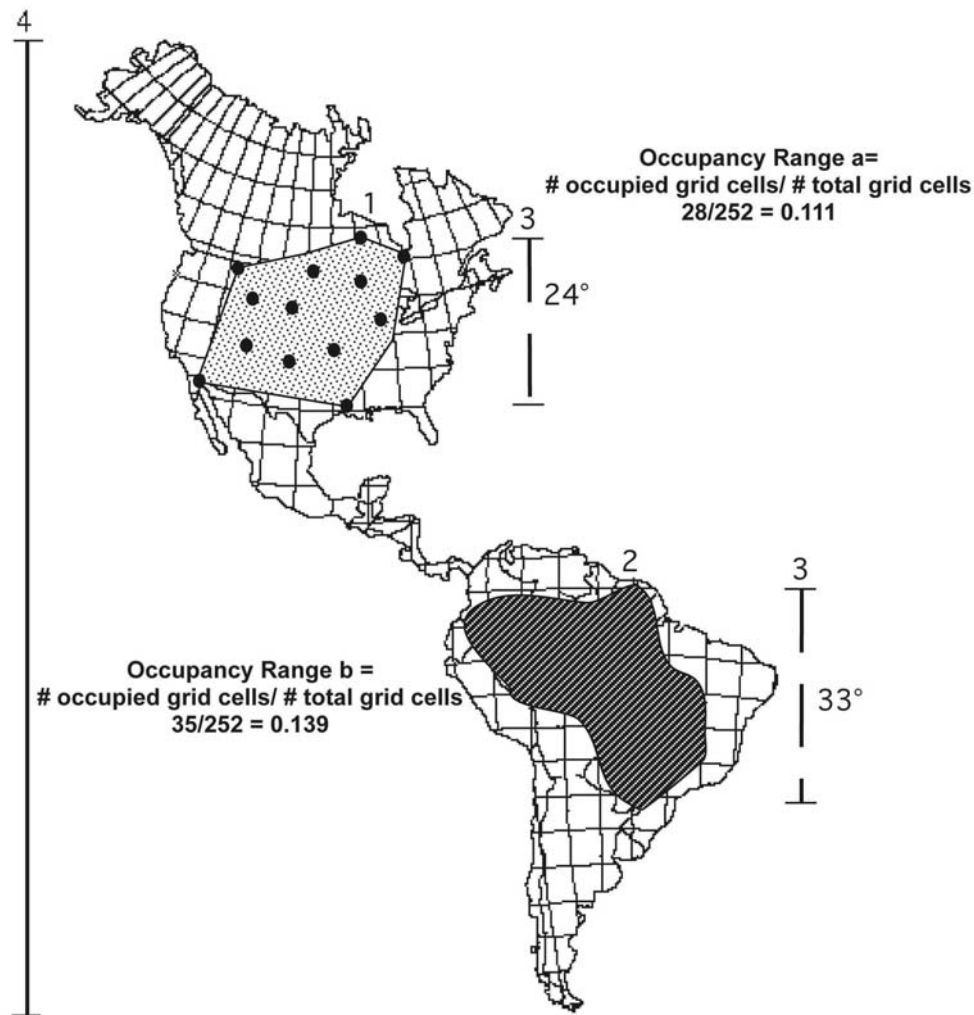 4
Occupancy Range a=
# occupied grid cells/ # total grid cells
28/252 = 0.111
1
3
24°
2
3
Occupancy Range b =
# occupied grid cells/ # total grid cells
35/252 = 0.139
33°